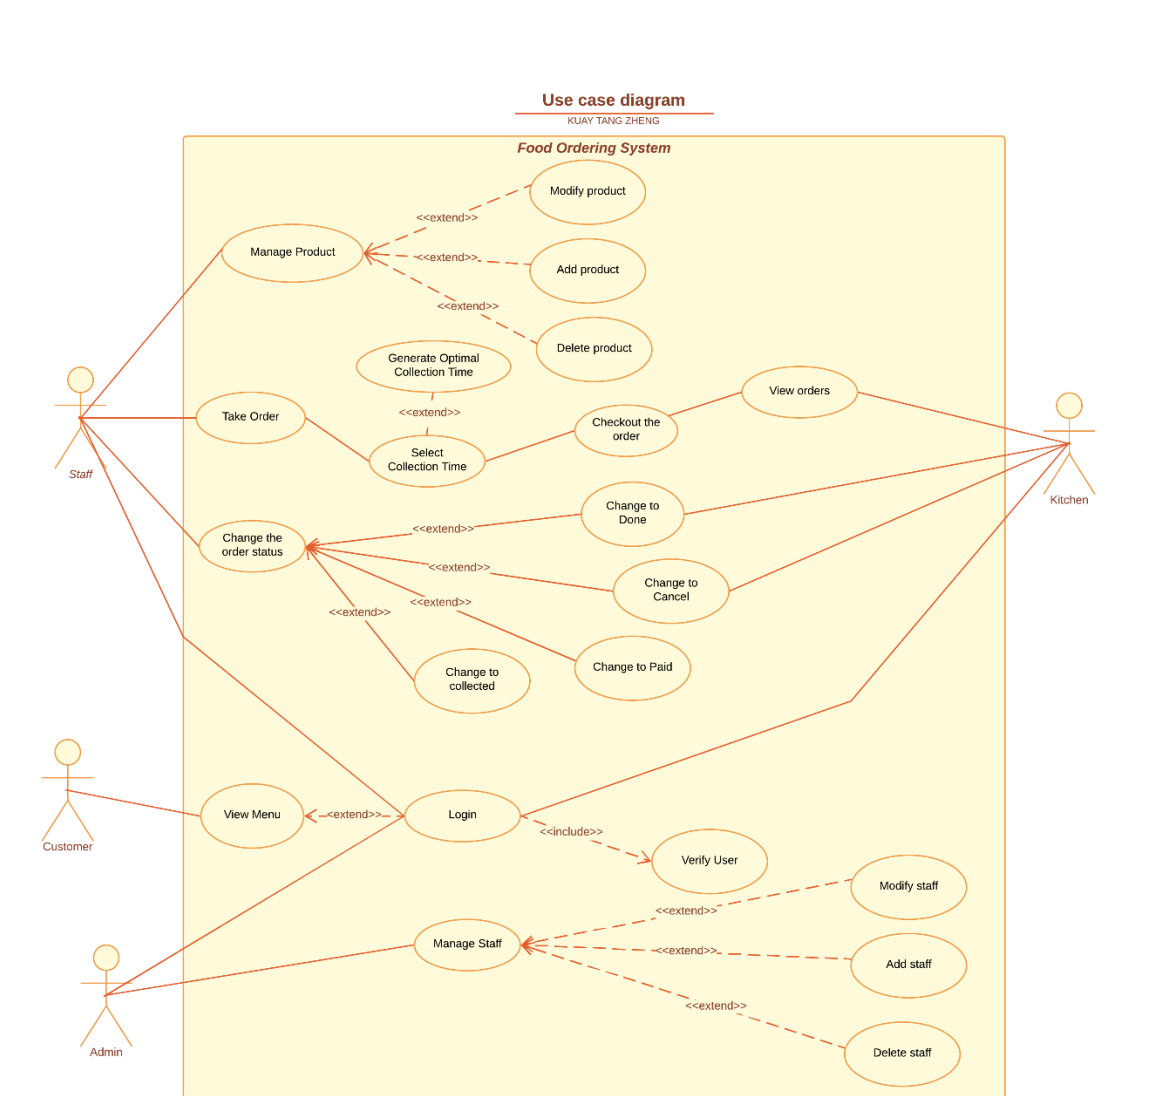 Use case diagram
KUAY TANG ZHENG
Food Ordering System
Modify product
<<extend>>
Manage Product
<<extend>>
Add product
<<extend>>
Delete product
Generate Optimal
Collection Time
View orders
<<extend>>
Take Order
Checkout the
order
Select
Collection Time
Staff
Kitchen
Change to
Done
<<extend>>
Change the
order status
<<extend>>
Change to
Cancel
<<extend>>
<<extend>>
Change to Paid
Change to
collected
View Menu
<<extend>>
Login
<<include>>
Customer
Verify User
Modify staff
<<extend>>
Manage Staff
<<extend>>
Add staff
<<extend>>
Admin
Delete staff